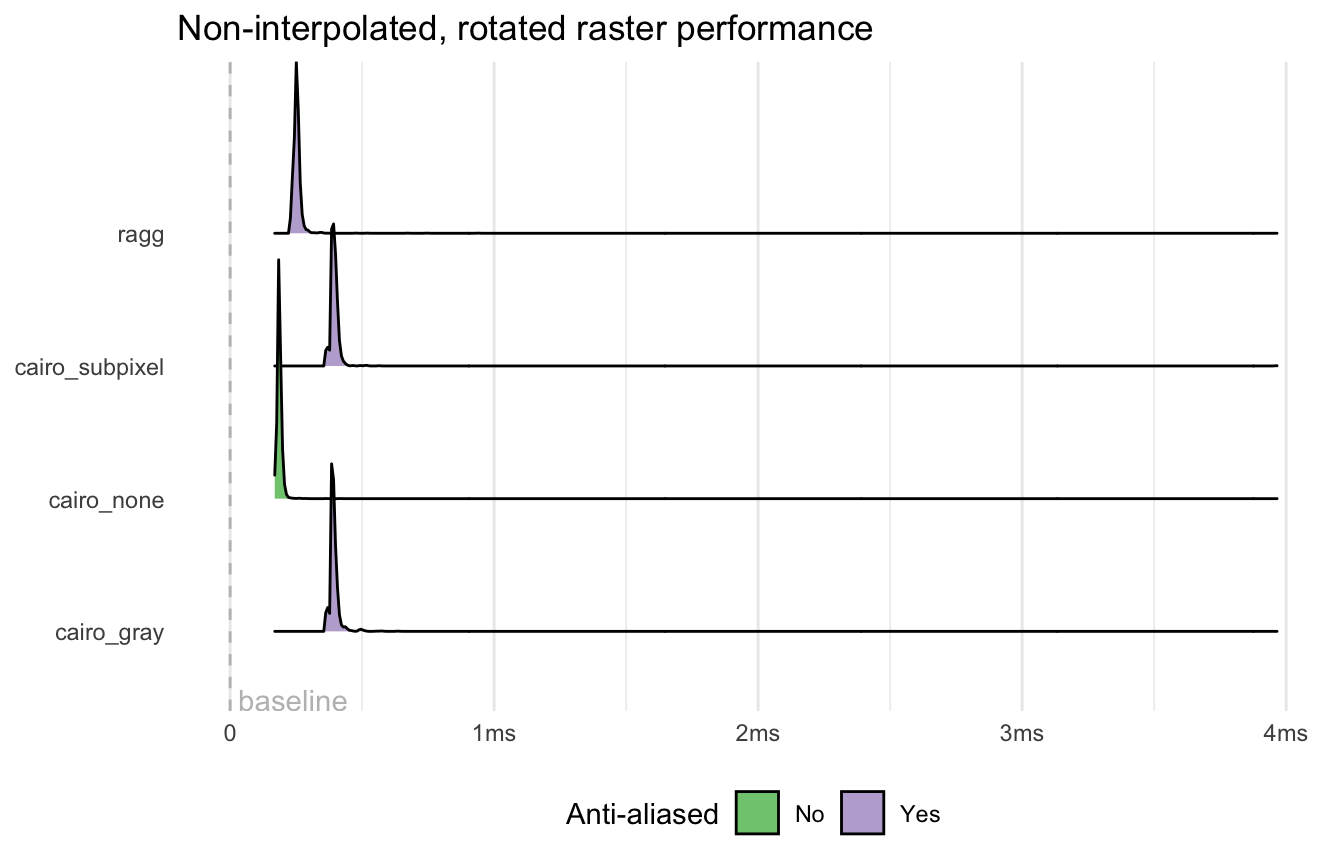 Non-interpolated, rotated raster performance
ragg
cairo_subpixel
cairo_none
cairo_gray
baseline
0 1ms 2ms 3ms 4ms
Anti-aliased No Yes